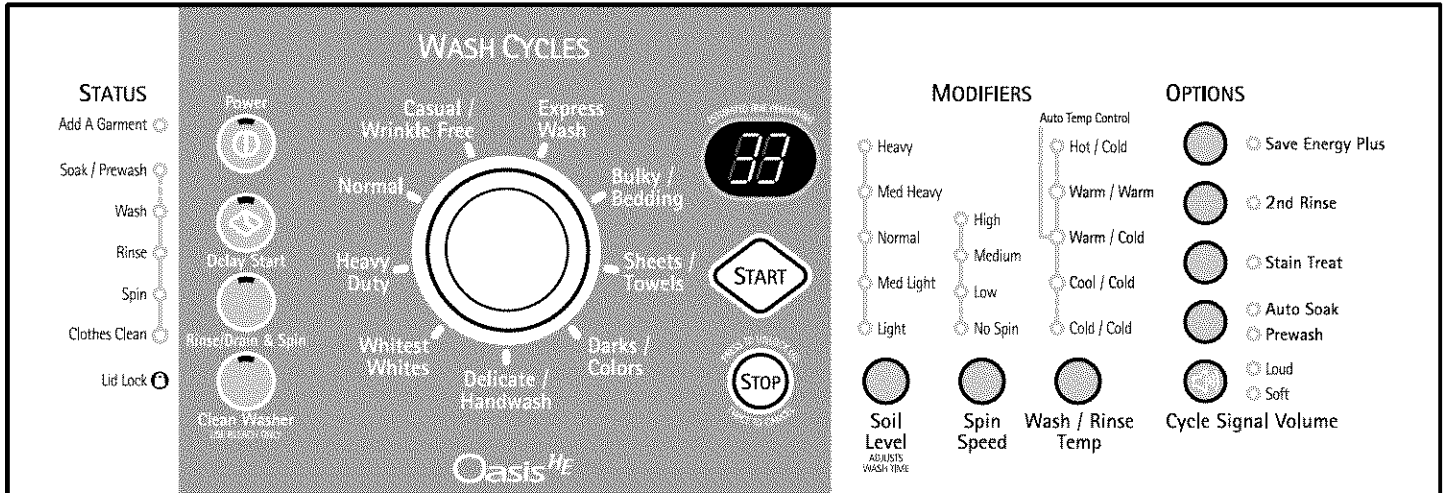 WASH CYCLES
STATUS
Add A Garment
Soak / Prewash
Wash
Rinse
Spin
Clothes Clean
Lid Lock
Power
Delay Start
Rinse/Drain & Spin
Clean Washer
Casual /
Wrinkle Free
Express
Wash
Normal
Bulky /
Bedding
Heavy
Duty
Sheets /
Towels
Whitest
Whites
Delicate /
Handwash
Darks /
Colors
33
START
STOP
Oasis HE
MODIFIERS
Heavy
Med Heavy
Normal
Med Light
Light
Soil
Level
ADJUSTS
WASH TIME
High
Medium
Low
No Spin
Spin
Speed
Auto Temp Control
Hot / Cold
Warm / Warm
Warm / Cold
Cool / Cold
Cold / Cold
Wash / Rinse
Temp
OPTIONS
Save Energy Plus
2nd Rinse
Stain Treat
Auto Soak
Prewash
Loud
Soft
Cycle Signal Volume